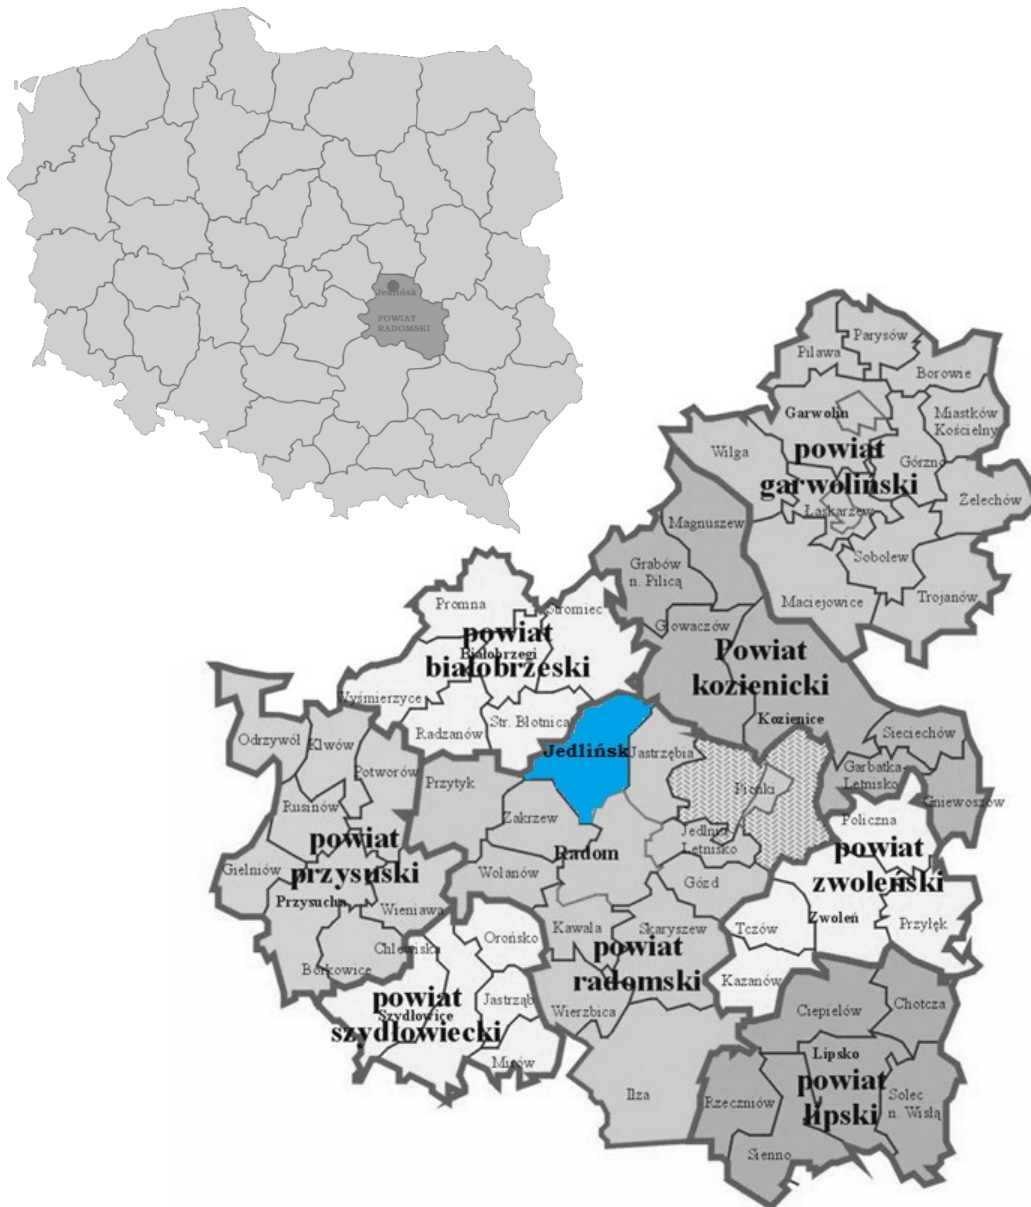 Jedlińsk
POWIAT
RADOMSKI
Parysów
Pilawa
Borowie
Garwolin
Miastków
Kościelny
Wilga
powiat
garwoliński
Górzno
Żelechów
Łaskarzew
Magnuszew
Sobolew
Grabów
n. Pilicą
Maciejowice
Trojanów
Promna
Stromiec
Głowaczów
powiat
białobrzeski
Białobrzegi
Powiat
kozienicki
Wyśmierzyce
Kozienice
Str. Błotnica
Radzanów
Sieciechów
Odrzywół
Klwów
Jedlińsk
Jastrzębia
Potworów
Przytyk
Garbatka-
Letnisko
Pionki
Gniewoszów
Rusinów
Zakrzew
Policzna
powiat
przysuski
Jedlnia-
Letnisko
Radom
powiat
zwoleński
Gielniów
Wolanów
Gózd
Przysucha
Wieniawa
Zwoleń
Przyłęk
Kawala
Skaryszew
Tczów
Orońsko
Chlewiska
powiat
radomski
Borkowice
Kazanów
powiat
szydłowiecki
Szydłowice
Jastrząb
Wierzbica
Ciepielów
Chotcza
Mirów
Lipsko
powiat
lipski
Iłża
Rzeczniów
Solec
n. Wisłą
Sienno